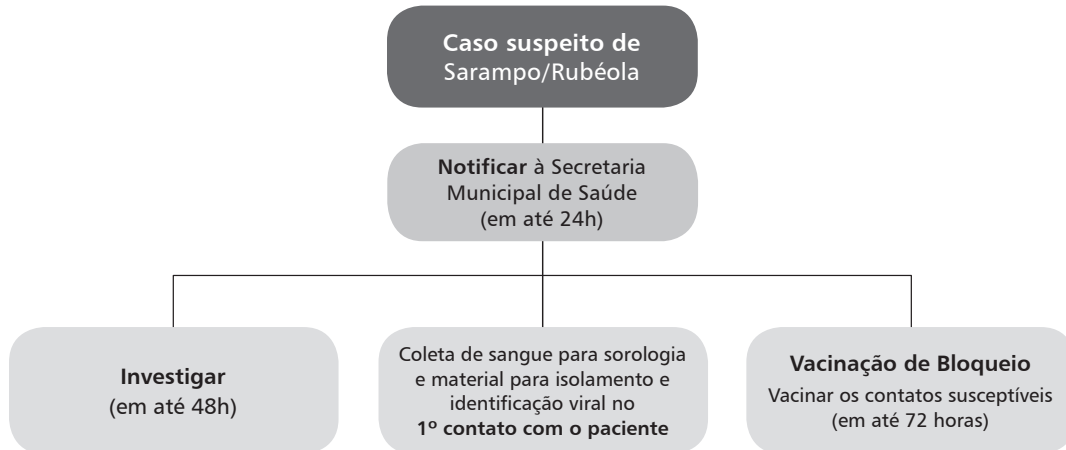 Caso suspeito de
Sarampo/Rubéola
Notificar à Secretaria
Municipal de Saúde
(em até 24h)
Investigar
(em até 48h)
Coleta de sangue para sorologia
e material para isolamento e
identificação viral no
1º contato com o paciente
Vacinação de Bloqueio
Vacinar os contatos susceptíveis
(em até 72 horas)